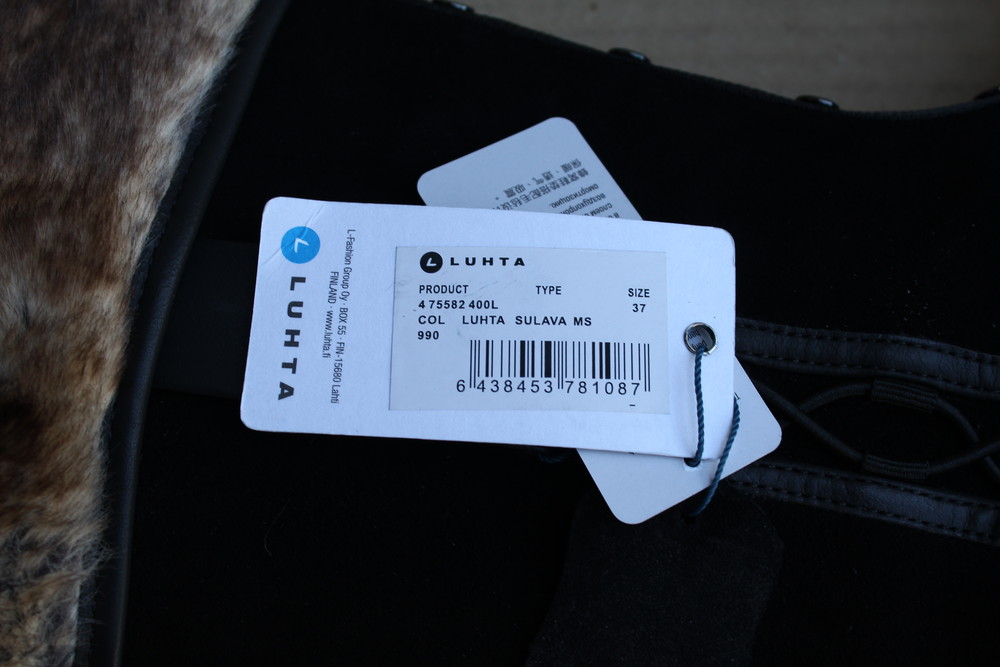 LUHTA
PRODUCT TYPE SIZE
4 75582 400L 37
COL LUHTA SULAVA MS
990
6 438453 781087
L
LUHTA
L-Fashion Group Oy · BOX 55 · FIN-15680 Lahti
FINLAND · www.luhta.fi
амортизацию.